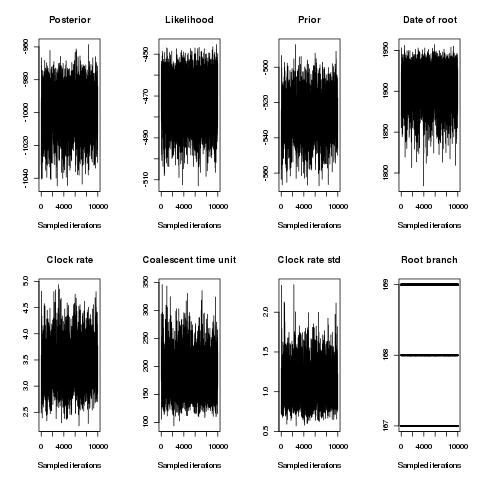 Posterior
Likelihood
Prior
Date of root
-960
-980
-1000
-1020
-1040
-450
-470
-490
-510
-500
-520
-540
-560
1950
1900
1850
1800
0 4000 10000
0 4000 10000
0 4000 10000
0 4000 10000
Sampled iterations
Sampled iterations
Sampled iterations
Sampled iterations
Clock rate
Coalescent time unit
Clock rate std
Root branch
5.0
4.5
4.0
3.5
3.0
2.5
350
300
250
200
150
100
2.0
1.5
1.0
0.5
169
168
167
0 4000 10000
0 4000 10000
0 4000 10000
0 4000 10000
Sampled iterations
Sampled iterations
Sampled iterations
Sampled iterations